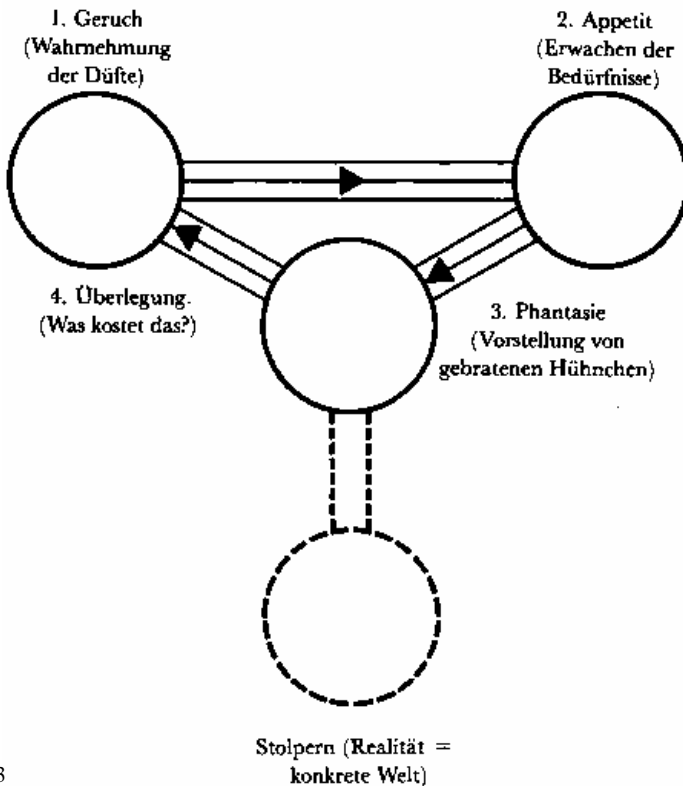 1. Geruch
(Wahrnehmung
der Düfte)
2. Appetit
(Erwachen der
Bedürfnisse)
4. Überlegung.
(Was kostet das?)
3. Phantasie
(Vorstellung von
gebratenen Hühnchen)
Stolpern (Realität =
konkrete Welt)
3